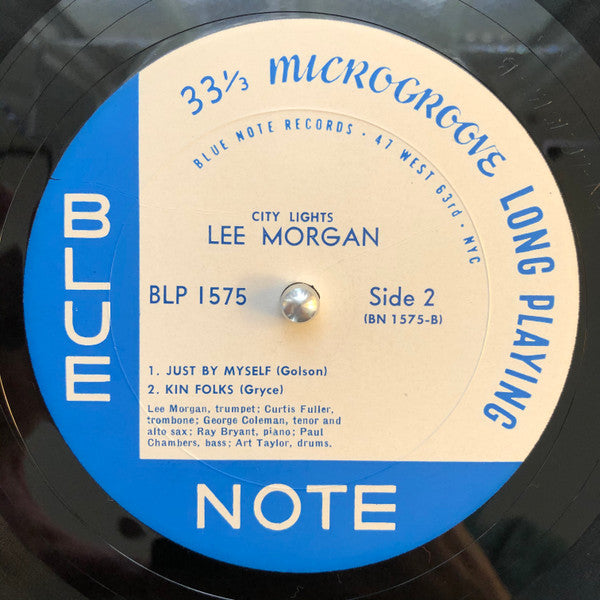 33⅓ MICROGROOVE LONG PLAYING
BLUE NOTE RECORDS · 47 WEST 63rd · NYC
CITY LIGHTS
LEE MORGAN
BLP 1575
Side 2
(BN 1575-B)
1. JUST BY MYSELF (Golson)
2. KIN FOLKS (Gryce)
Lee Morgan, trumpet; Curtis Fuller,
trombone; George Coleman, tenor and
alto sax; Ray Bryant, piano; Paul
Chambers, bass; Art Taylor, drums.
BLUE
NOTE